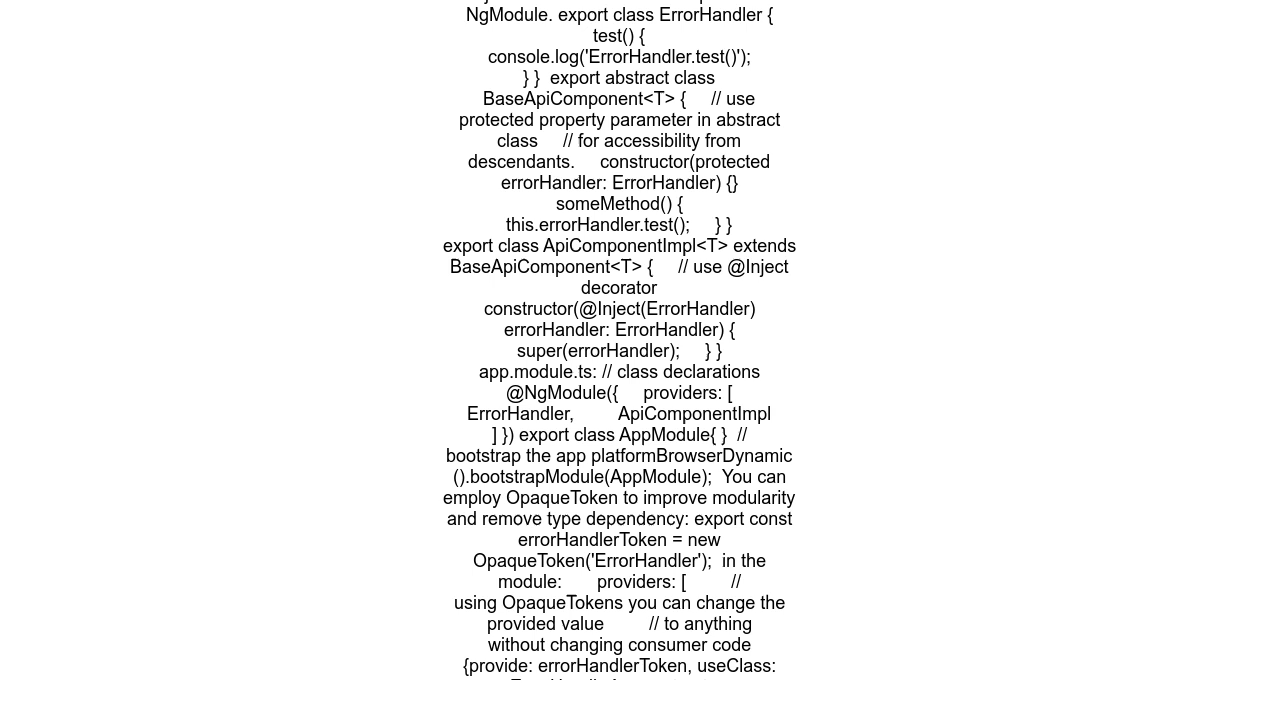 NgModule. export class ErrorHandler {
test() {
console.log('ErrorHandler.test()');
} }  export abstract class
BaseApiComponent<T> {     // use
protected property parameter in abstract
class     // for accessibility from
descendants.     constructor(protected
errorHandler: ErrorHandler) {}
someMethod() {
this.errorHandler.test();     } }
export class ApiComponentImpl<T> extends
BaseApiComponent<T> {     // use @Inject
decorator
constructor(@Inject(ErrorHandler)
errorHandler: ErrorHandler) {
super(errorHandler);     } }
app.module.ts: // class declarations
@NgModule({     providers: [
ErrorHandler,         ApiComponentImpl
] }) export class AppModule{ }  //
bootstrap the app platformBrowserDynamic
().bootstrapModule(AppModule);  You can
employ OpaqueToken to improve modularity
and remove type dependency: export const
errorHandlerToken = new
OpaqueToken('ErrorHandler');  in the
module:       providers: [         //
using OpaqueTokens you can change the
provided value         // to anything
without changing consumer code
{provide: errorHandlerToken, useClass: